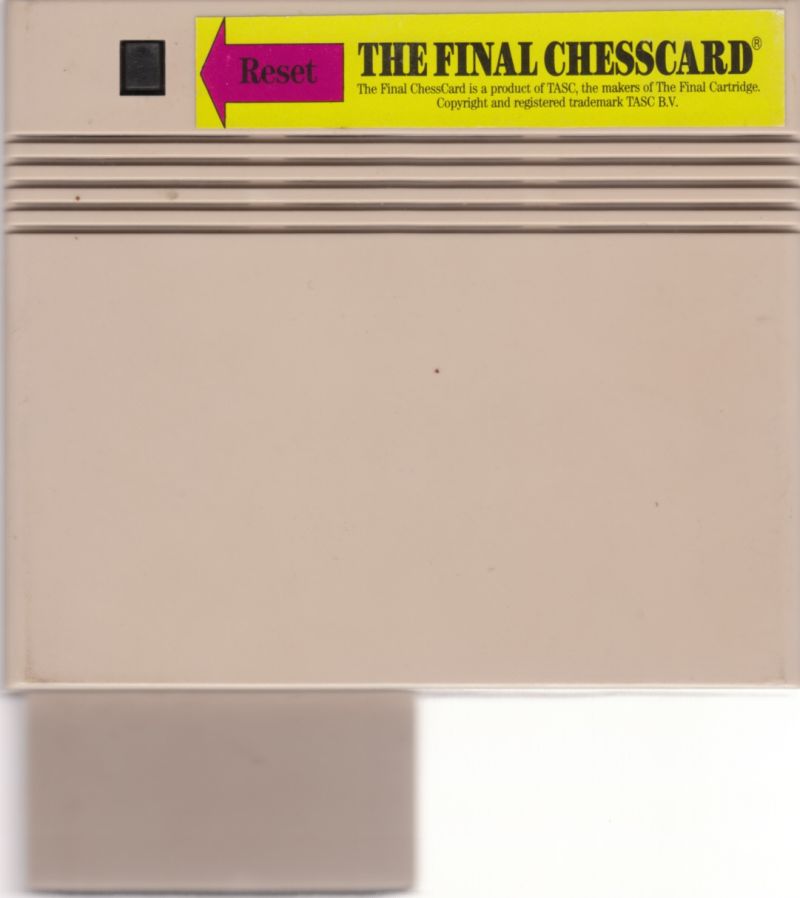 Reset
THE FINAL CHESSCARD®
The Final ChessCard is a product of TASC, the makers of The Final Cartridge.
Copyright and registered trademark TASC B.V.